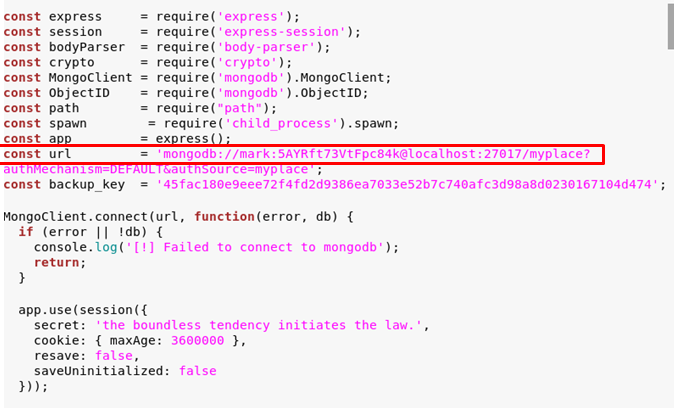 const express     = require('express');
const session     = require('express-session');
const bodyParser  = require('body-parser');
const crypto      = require('crypto');
const MongoClient = require('mongodb').MongoClient;
const ObjectID    = require('mongodb').ObjectID;
const path        = require("path");
const spawn        = require('child_process').spawn;
const app         = express();
const url         = 'mongodb://mark:5AYRft73VtFpc84k@localhost:27017/myplace?
authMechanism=DEFAULT&authSource=myplace';
const backup_key  = '45fac180e9eee72f4fd2d9386ea7033e52b7c740afc3d98a8d0230167104d474';

MongoClient.connect(url, function(error, db) {
  if (error || !db) {
    console.log('[!] Failed to connect to mongodb');
    return;
  }

  app.use(session({
    secret: 'the boundless tendency initiates the law.',
    cookie: { maxAge: 3600000 },
    resave: false,
    saveUninitialized: false
  }));